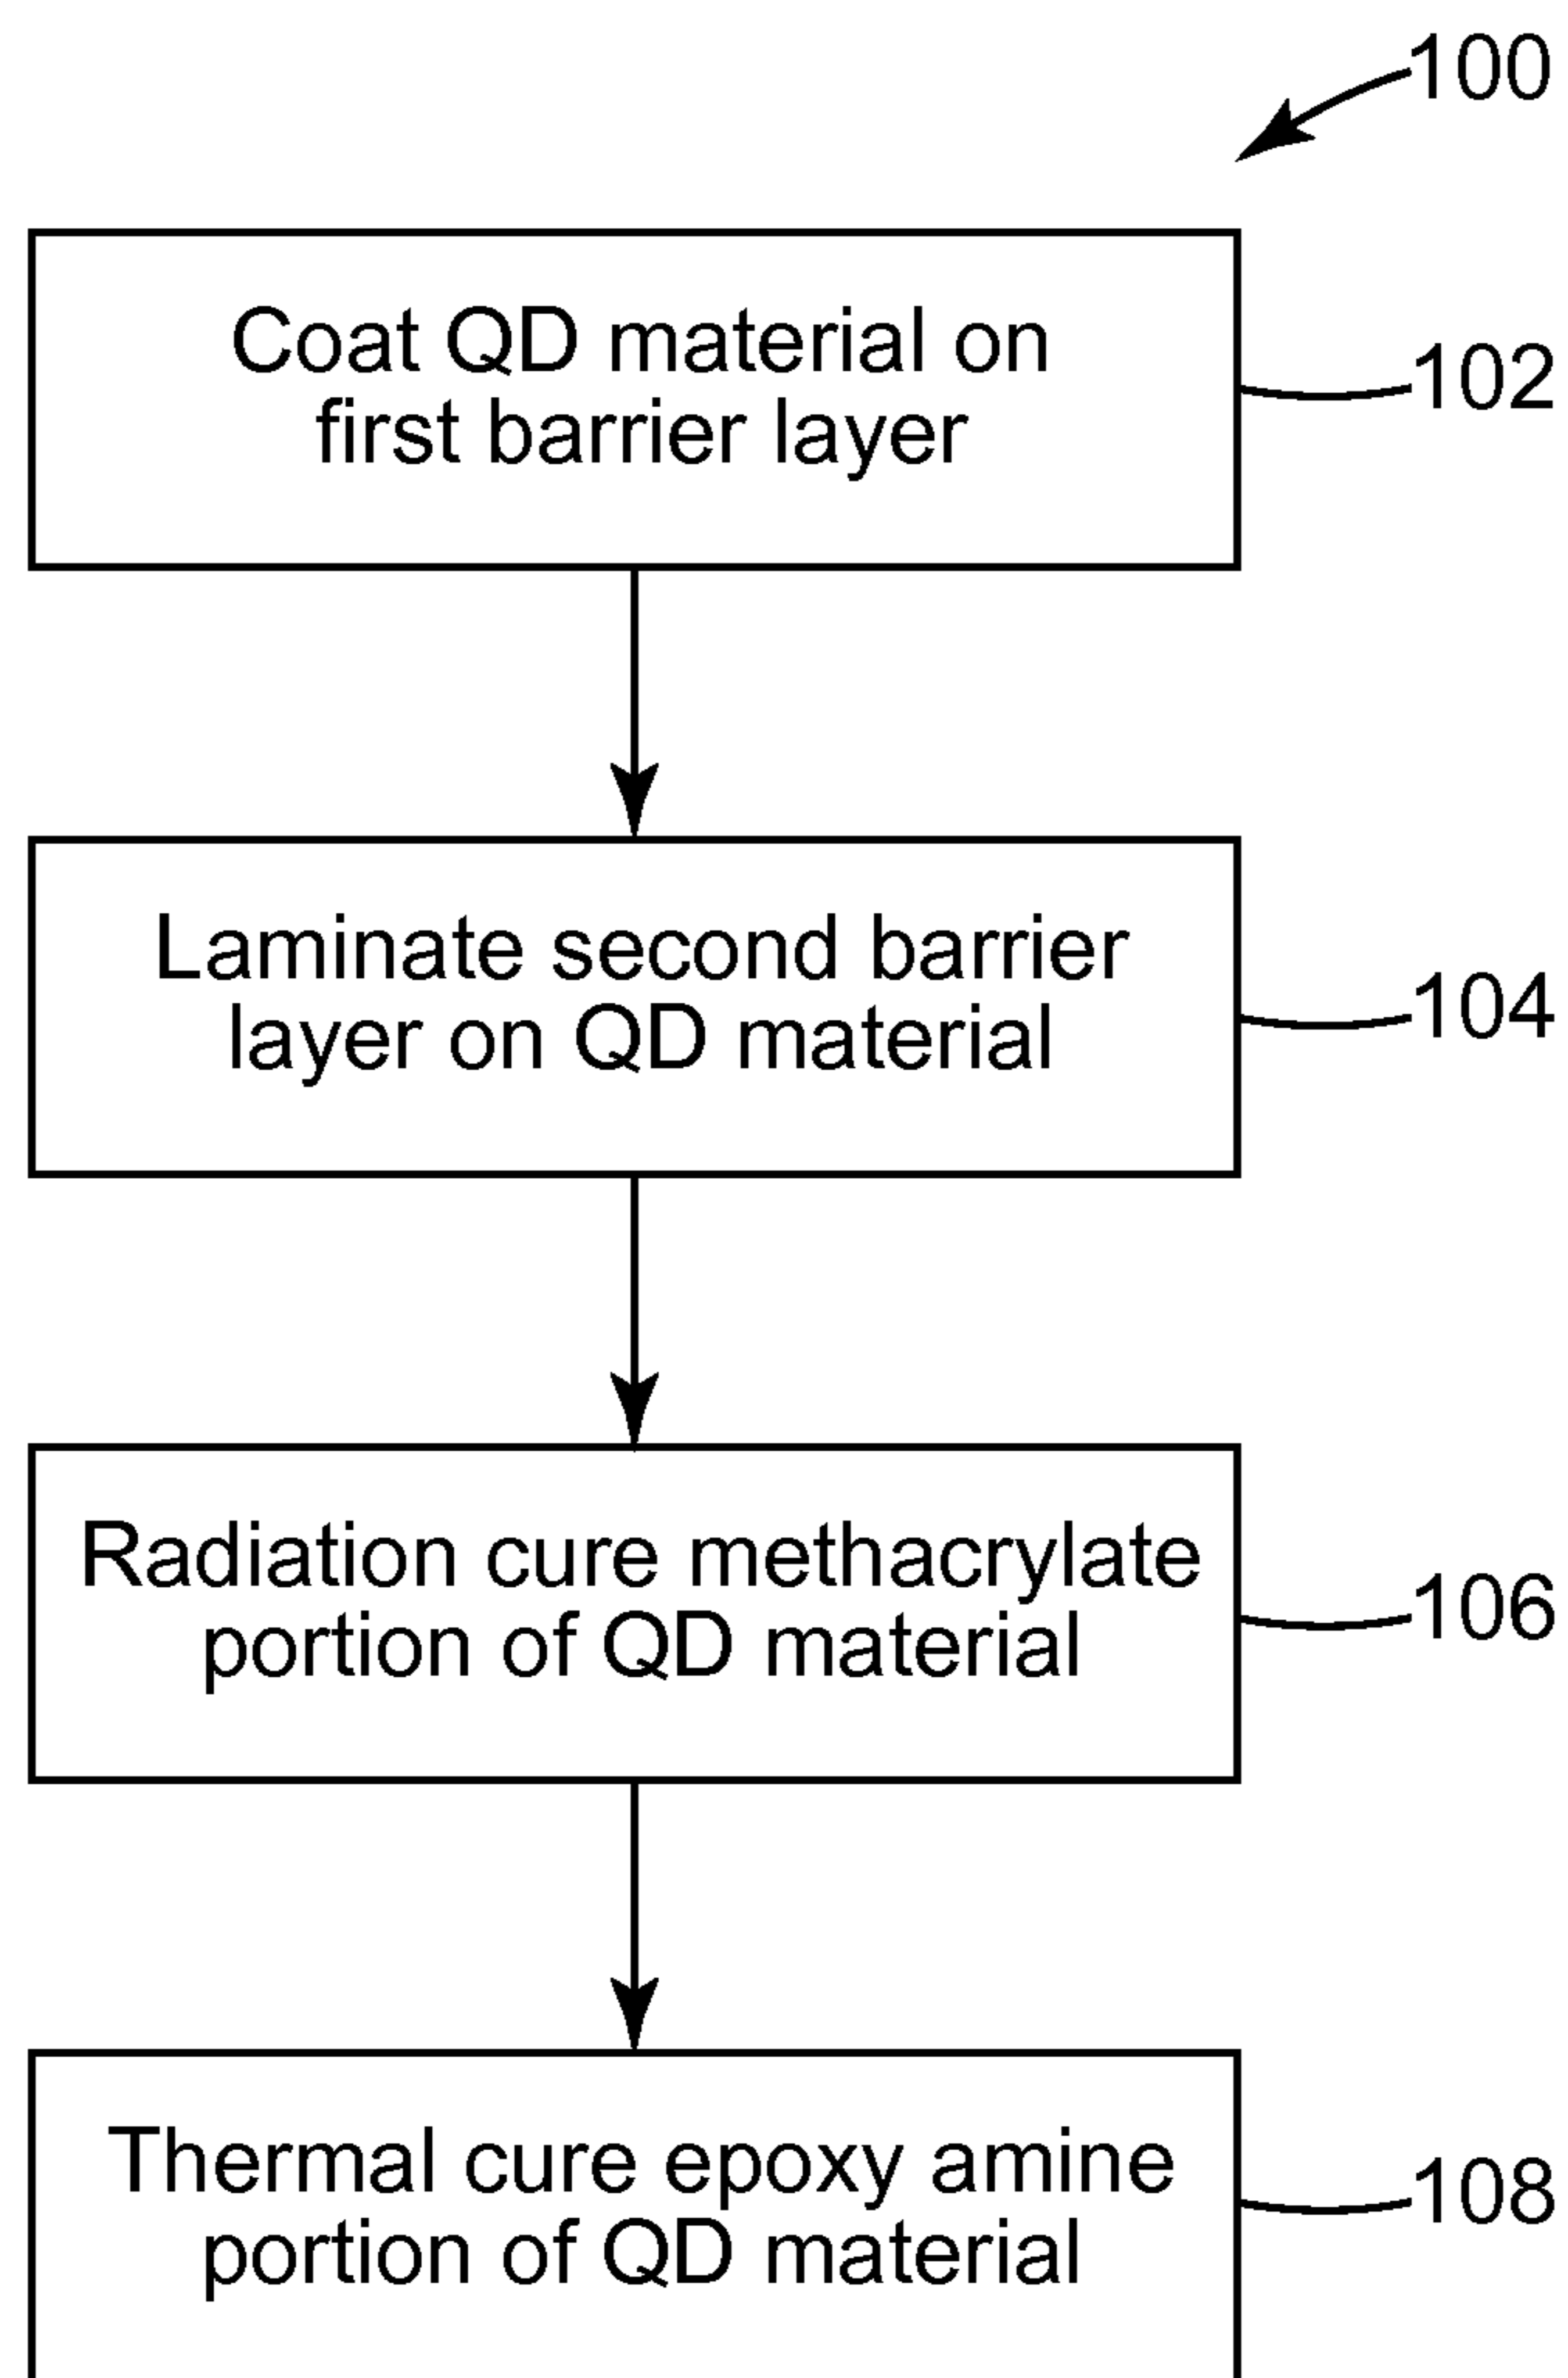 100
Coat QD material on
first barrier layer
102
Laminate second barrier
layer on QD material
104
Radiation cure methacrylate
portion of QD material
106
Thermal cure epoxy amine
portion of QD material
108